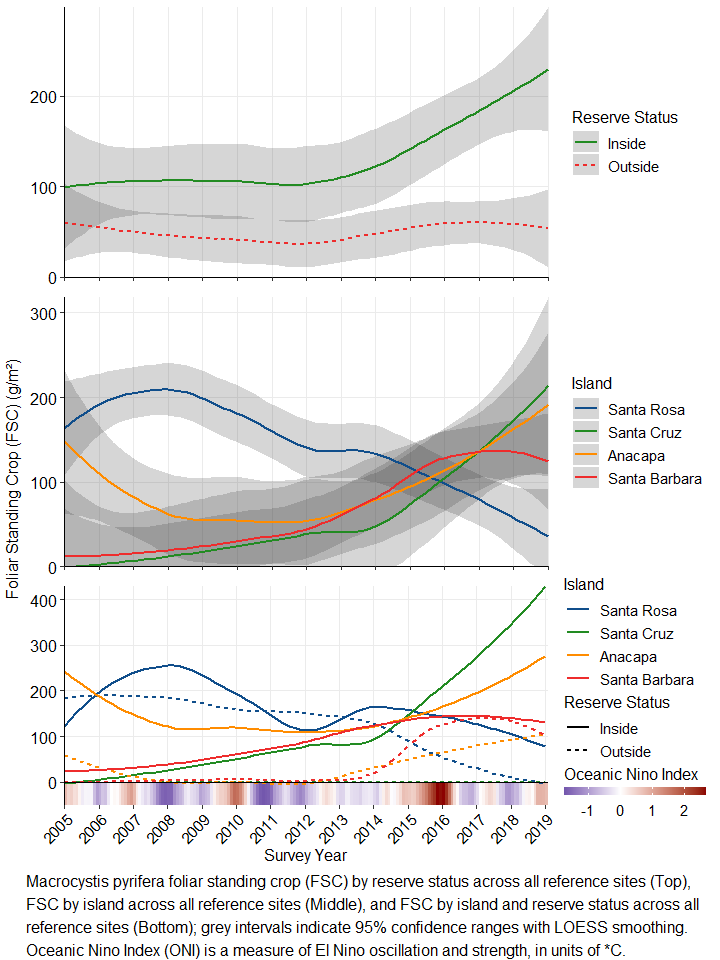 Foliar Standing Crop (FSC) (g/m²)
200
100
0
Reserve Status
Inside
Outside
300
200
100
0
Island
Santa Rosa
Santa Cruz
Anacapa
Santa Barbara
400
300
200
100
0
2005 2006 2007 2008 2009 2010 2011 2012 2013 2014 2015 2016 2017 2018 2019
Survey Year
Island
Santa Rosa
Santa Cruz
Anacapa
Santa Barbara
Reserve Status
Inside
Outside
Oceanic Nino Index
-1 0 1 2
Macrocystis pyrifera foliar standing crop (FSC) by reserve status across all reference sites (Top),
FSC by island across all reference sites (Middle), and FSC by island and reserve status across all
reference sites (Bottom); grey intervals indicate 95% confidence ranges with LOESS smoothing.
Oceanic Nino Index (ONI) is a measure of El Nino oscillation and strength, in units of *C.